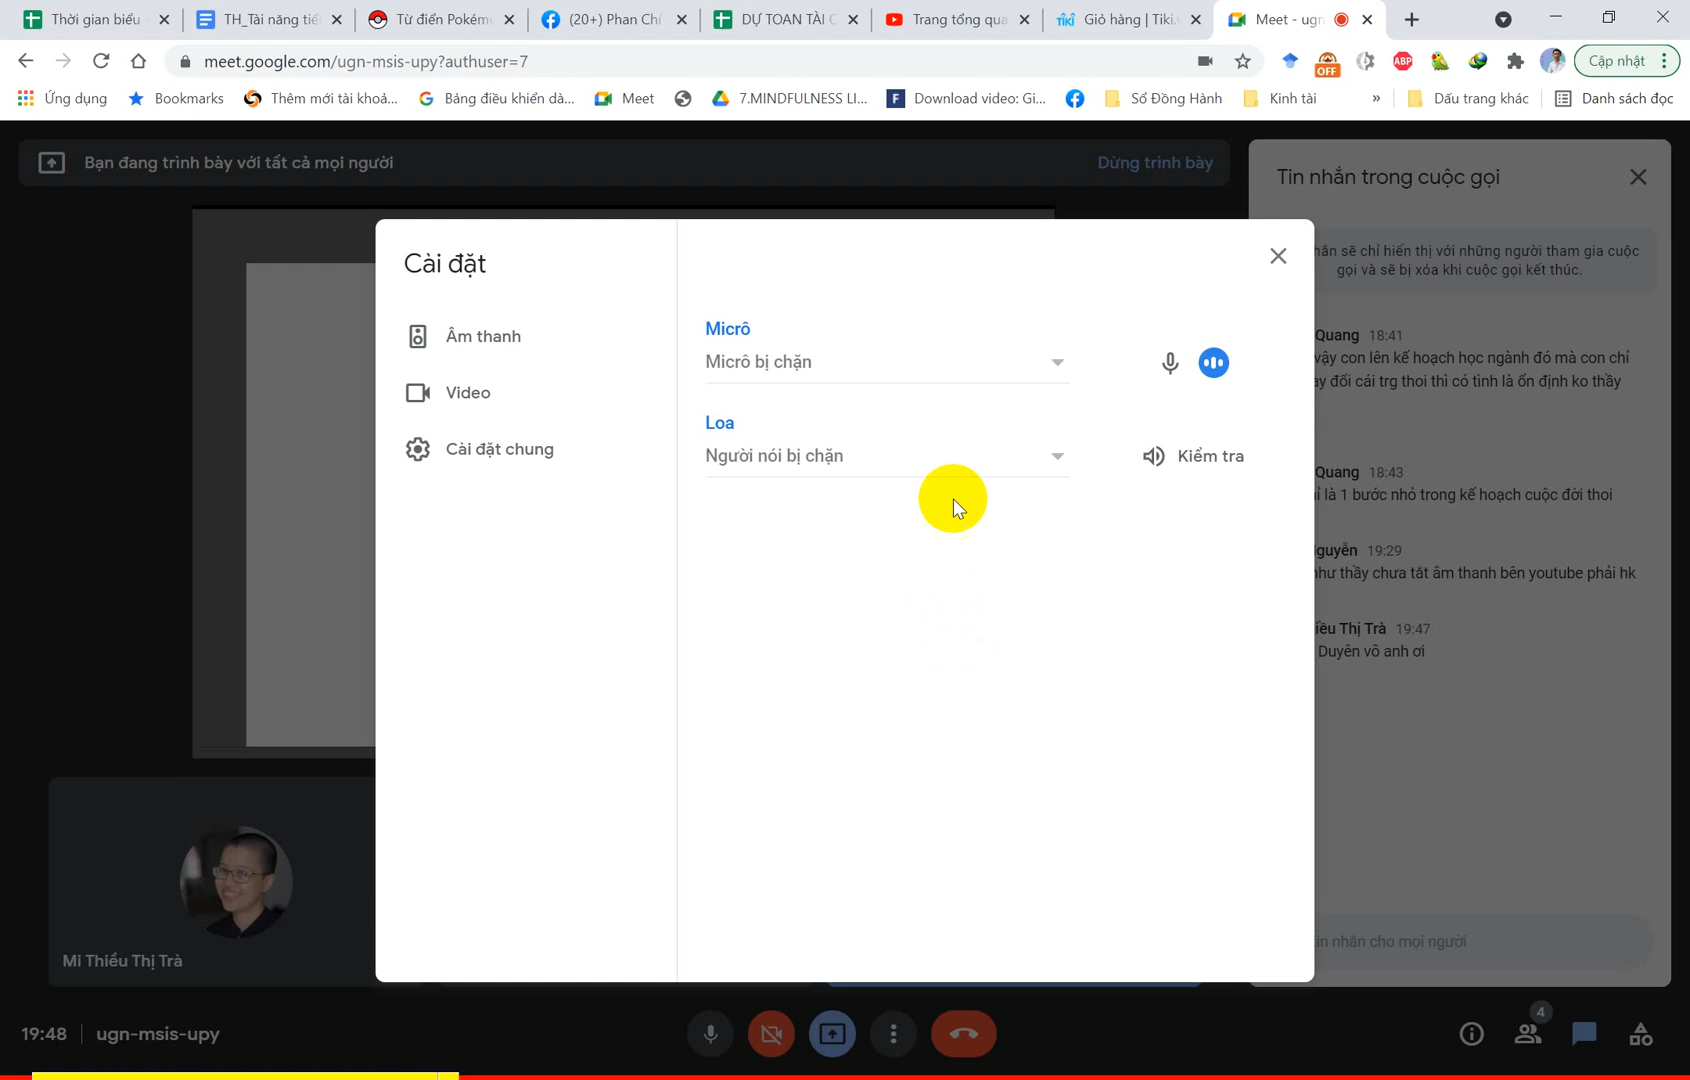 Thời gian biểu
TH_Tài năng tiế
Từ điển Pokém
(20+) Phan Chí
DỰ TOAN TÀI C
Trang tổng qua
Giỏ hàng | Tiki.v
Meet - ugn
meet.google.com/ugn-msis-upy?authuser=7
OFF
ABP
Cập nhật
Ứng dụng
Bookmarks
Thêm mới tài khoả...
Bảng điều khiển dà...
Meet
7.MINDFULNESS LI...
Download video: Gi...
Sổ Đồng Hành
Kinh tài
»
Dấu trang khác
Danh sách đọc
Bạn đang trình bày với tất cả mọi người
Dừng trình bày
Tin nhắn trong cuộc gọi
hắn sẽ chỉ hiển thị với những người tham gia cuộc
gọi và sẽ bị xóa khi cuộc gọi kết thúc.
Quang 18:41
vậy con lên kế hoạch học ngành đó mà con chỉ
ay đổi cái trg thoi thì có tình là ổn định ko thầy
Quang 18:43
ỉ là 1 bước nhỏ trong kế hoạch cuộc đời thoi
guyễn 19:29
như thầy chưa tắt âm thanh bên youtube phải hk
iều Thị Trà 19:47
Duyên vô anh ơi
in nhắn cho mọi người
Cài đặt
Âm thanh
Video
Cài đặt chung
Micrô
Micrô bị chặn
Loa
Người nói bị chặn
Kiểm tra
Mi Thiều Thị Trà
19:48
ugn-msis-upy
4